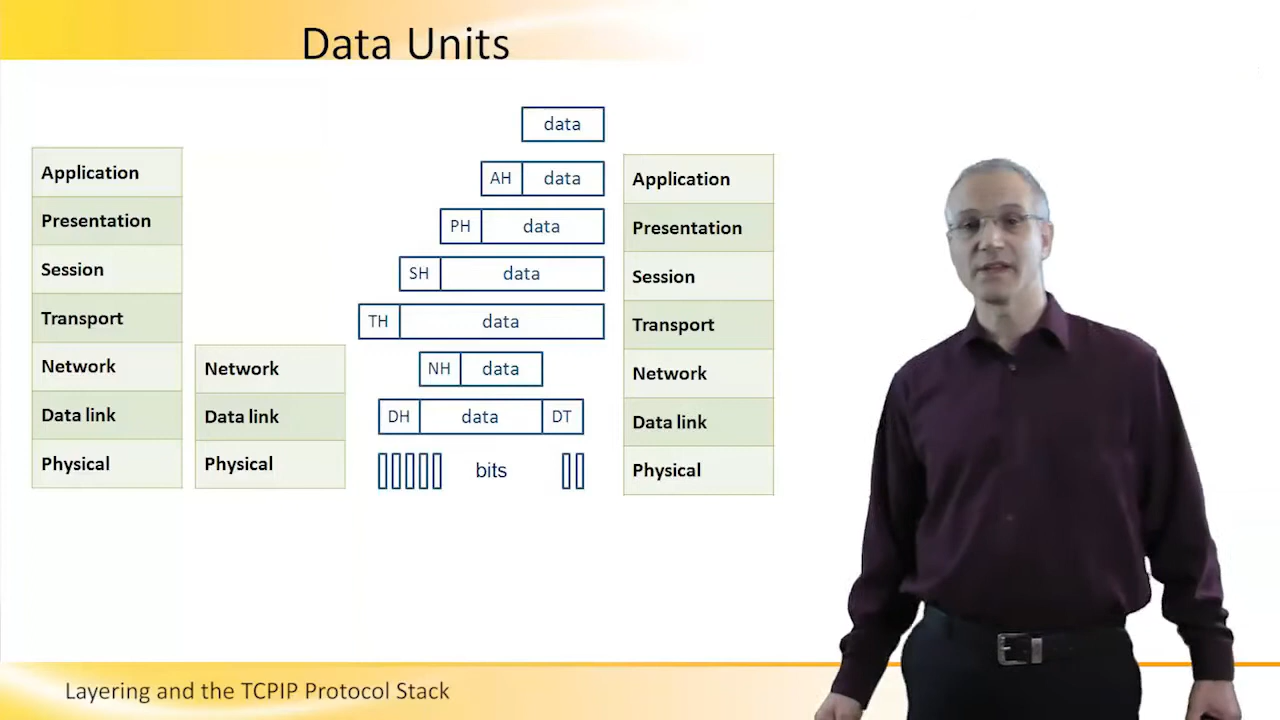 Data Units
data
Application
Presentation
Session
Transport
Network
Data link
Physical
Network
Data link
Physical
AH data
PH data
SH data
TH data
NH data
DH data DT
bits
Application
Presentation
Session
Transport
Network
Data link
Physical
Layering and the TCPIP Protocol Stack